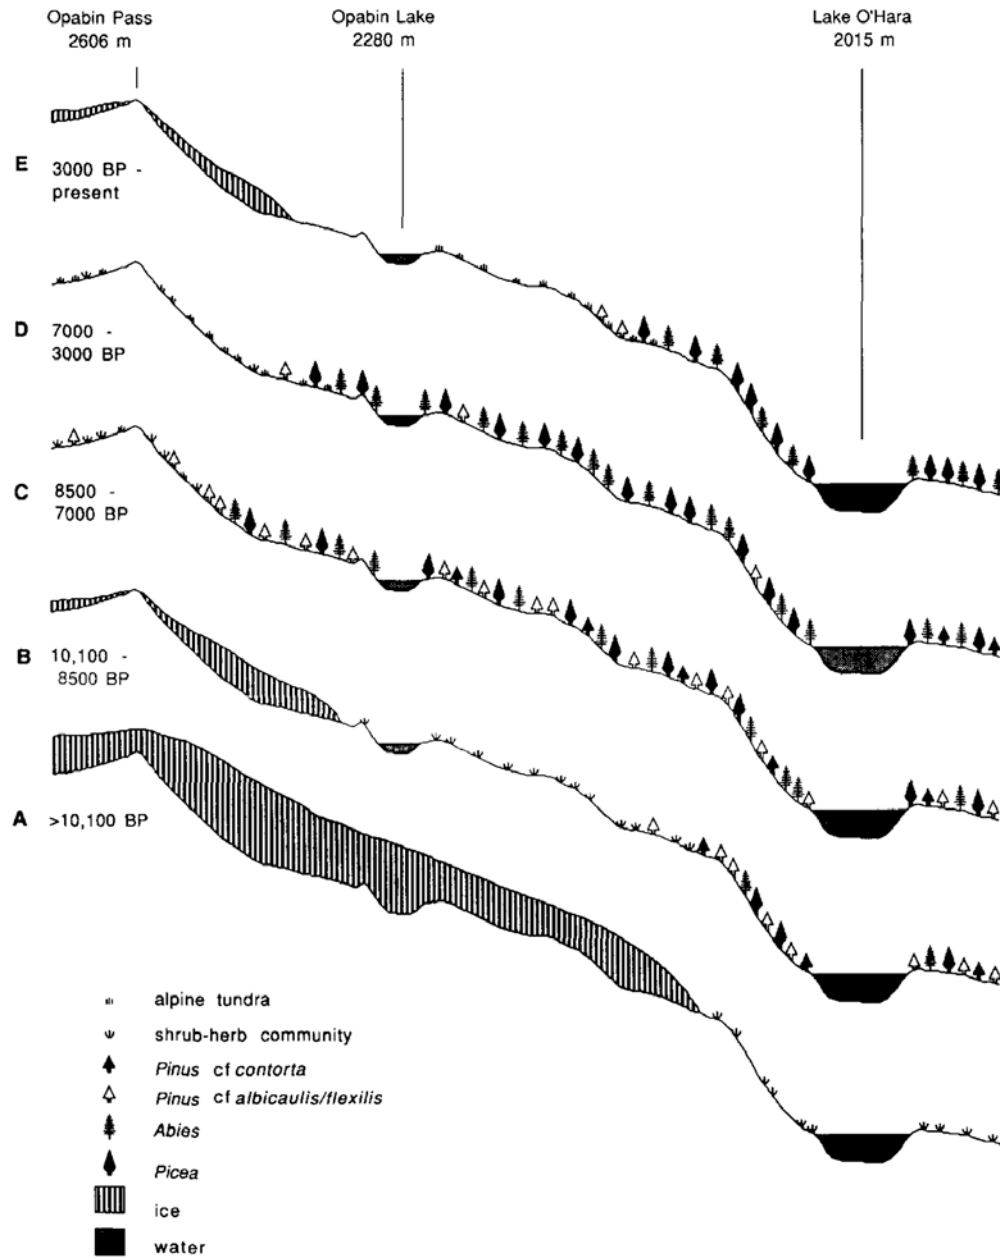 Opabin Pass
2606 m
Opabin Lake
2280 m
Lake O'Hara
2015 m
E
3000 BP -
present
D
7000 -
3000 BP
C
8500 -
7000 BP
B
10,100 -
8500 BP
A
>10,100 BP
alpine tundra
shrub-herb community
Pinus cf contorta
Pinus cf albicaulis/flexilis
Abies
Picea
ice
water